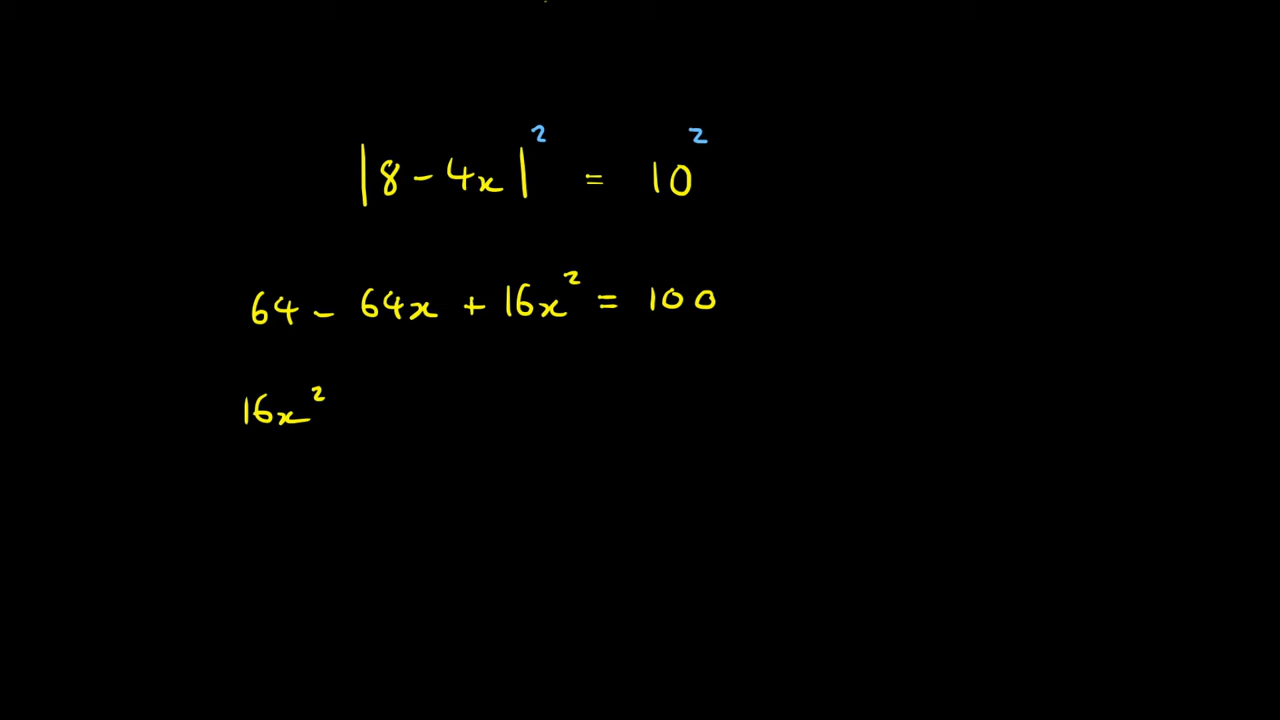 |8 - 4x|² = 10²
64 - 64x + 16x² = 100
16x²